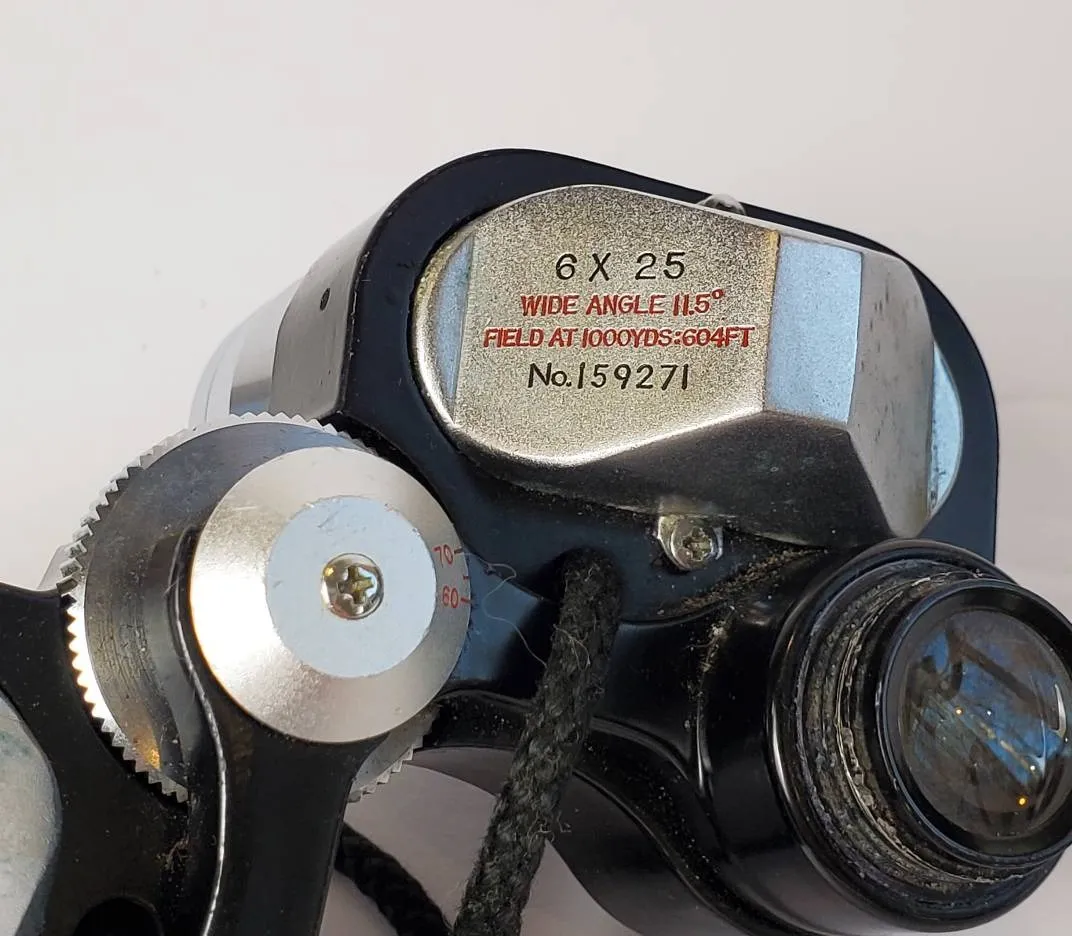 6 X 25
WIDE ANGLE 11.5°
FIELD AT 1000YDS:604FT
No.159271
70
60